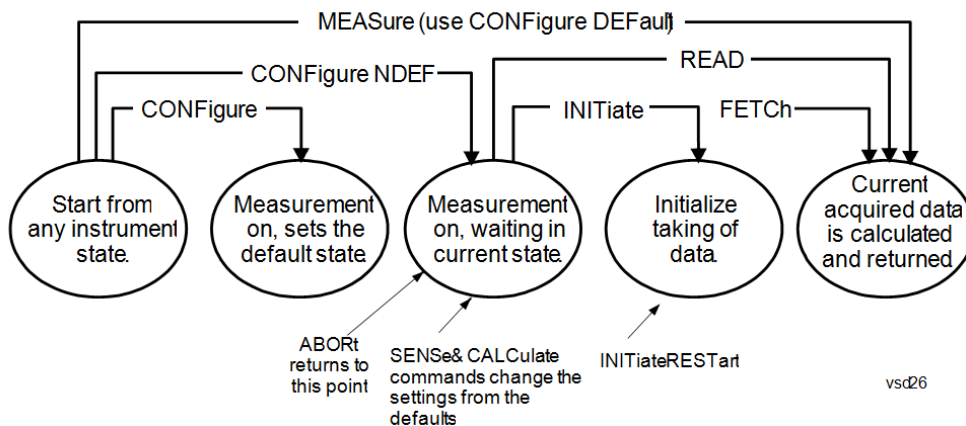 MEASure (use CONFigure DEFault)
CONFigure NDEF
READ
CONFigure
INITiate
FETCh
Start from
any instrument
state.
Measurement
on, sets the
default state.
Measurement
on, waiting in
current state.
Initialize
taking of
data.
Current
acquired data
is calculated
and returned
ABORt
returns to
this point
SENSe& CALCulate
commands change the
settings from the
defaults
INITiateRESTart
vsd26